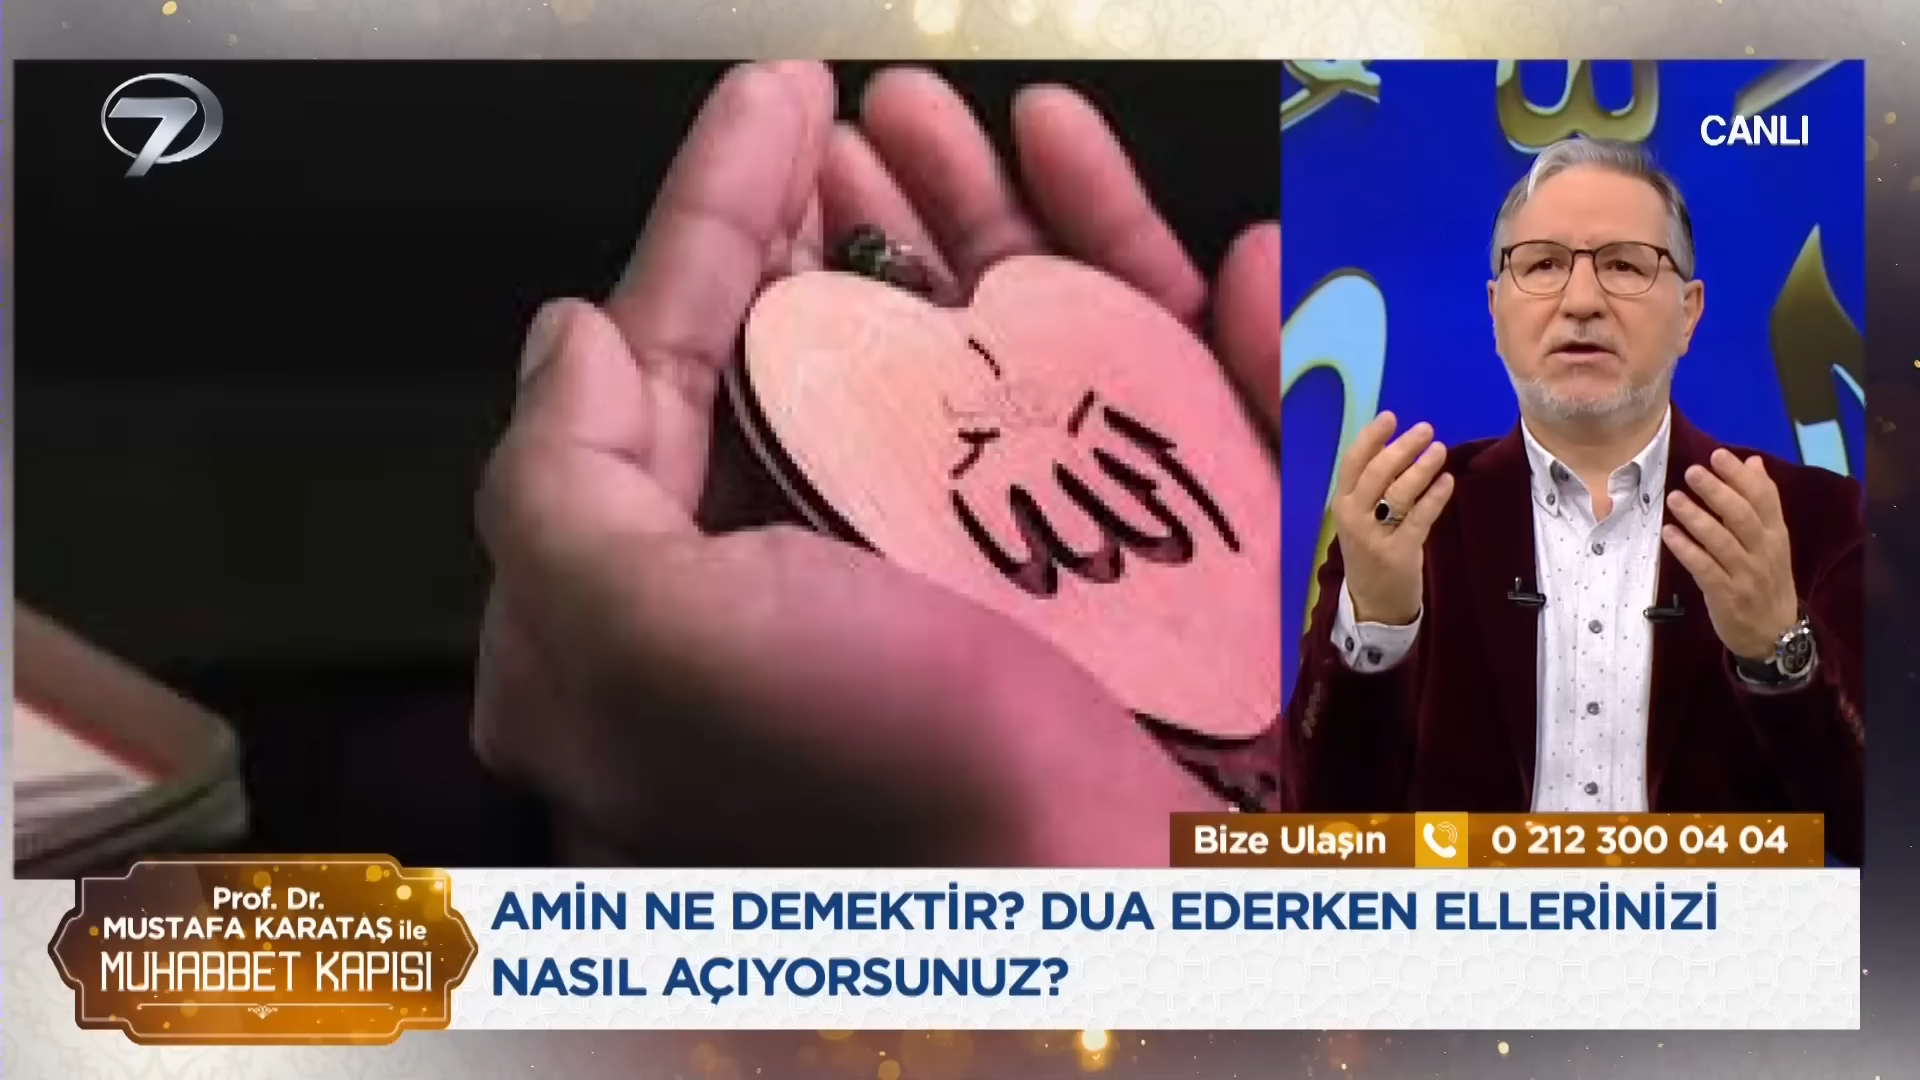 7
CANLI
Bize Ulaşın 0 212 300 04 04
Prof. Dr.
MUSTAFA KARATAŞ ile
MUHABBET KAPISI
AMİN NE DEMEKTİR? DUA EDERKEN ELLERİNİZİ
NASIL AÇIYORSUNUZ?